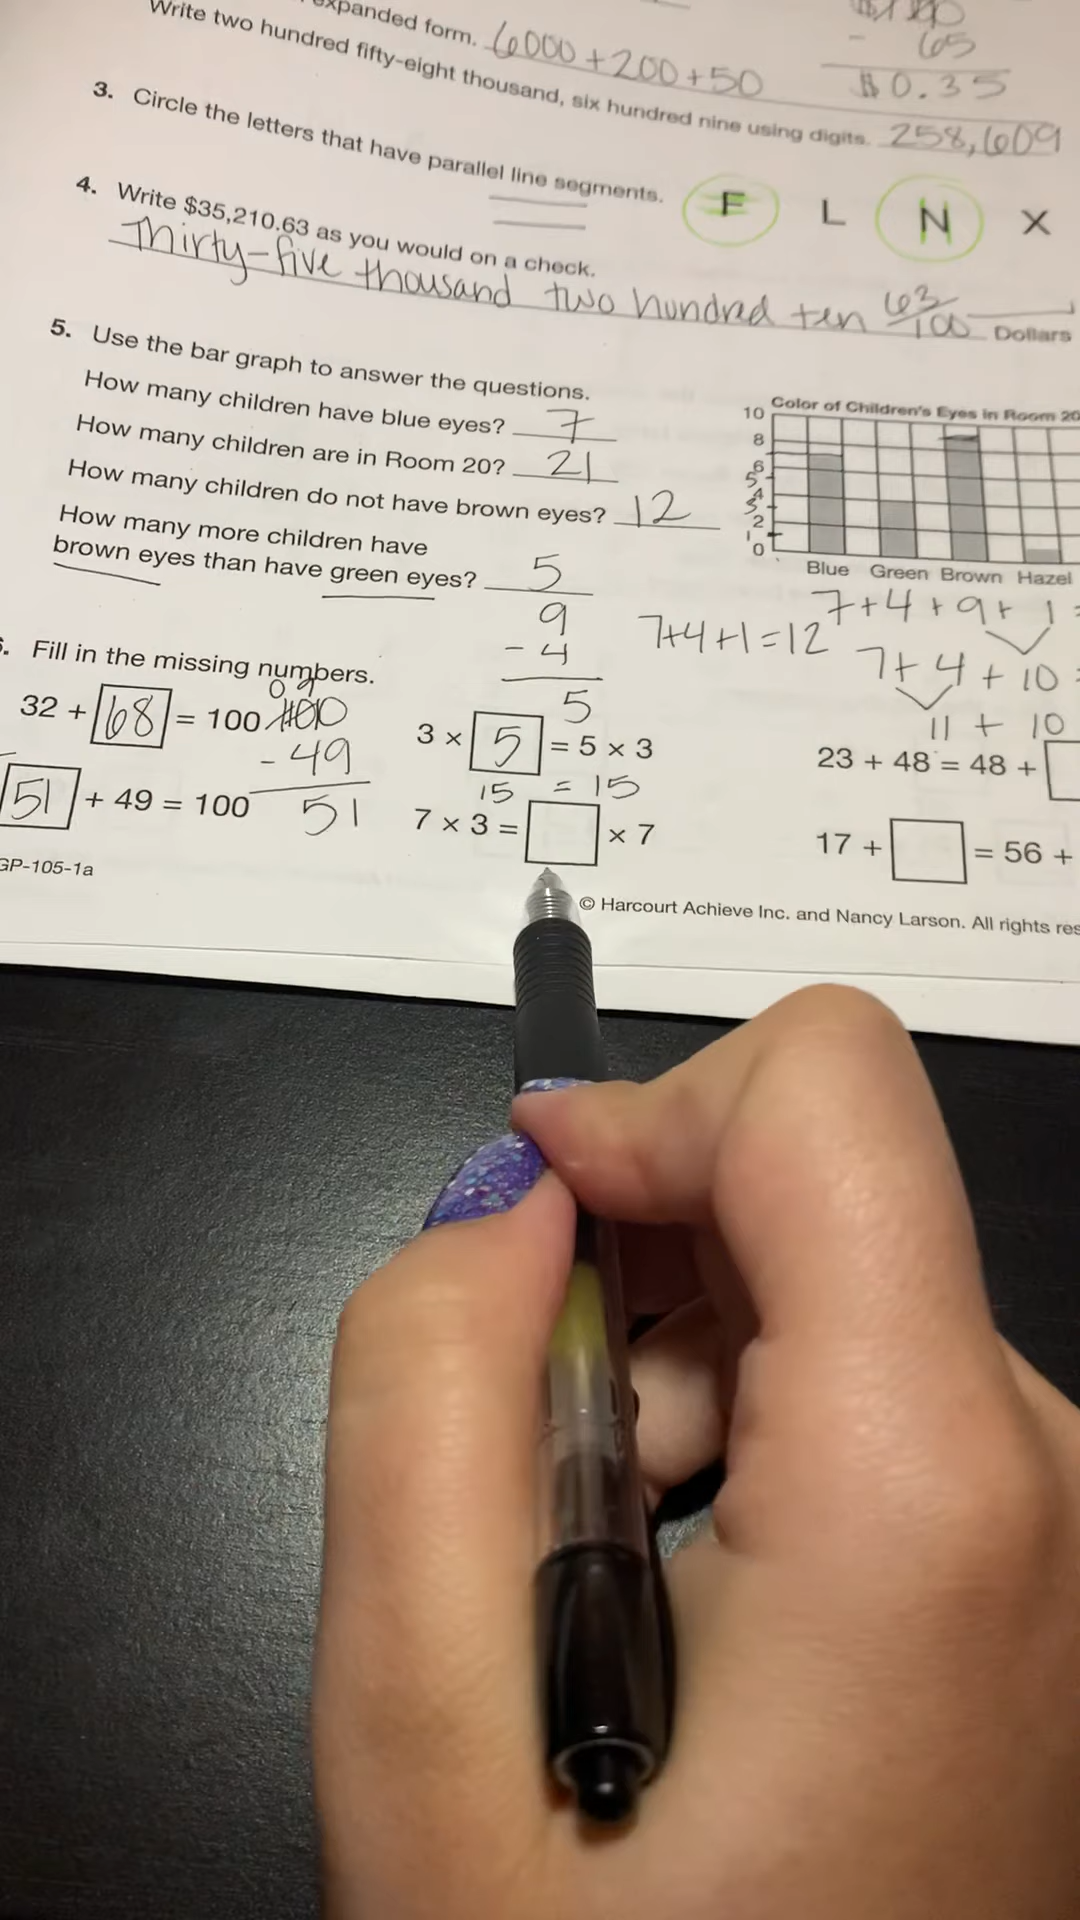 expanded form. 6000+200+50
- 65
$0.35
Write two hundred fifty-eight thousand, six hundred nine using digits. 258,609
3. Circle the letters that have parallel line segments. F L N X
4. Write $35,210.63 as you would on a check.
Thirty-five thousand two hundred ten 63/100 Dollars
5. Use the bar graph to answer the questions.
How many children have blue eyes? 7
How many children are in Room 20? 21
How many children do not have brown eyes? 12
How many more children have
brown eyes than have green eyes? 5
Color of Children's Eyes in Room 20
10
8
6
5
4
3
2
1
0
Blue Green Brown Hazel
9
- 4
5
7+4+1=12
7+4+9+1=
7+4+10=
11 + 10
. Fill in the missing numbers.
32 + 68 = 100
0 9
100
- 49
51
51 + 49 = 100
3 × 5 = 5 × 3
15 = 15
7 × 3 = × 7
23 + 48 = 48 +
17 + = 56 +
GP-105-1a
© Harcourt Achieve Inc. and Nancy Larson. All rights res